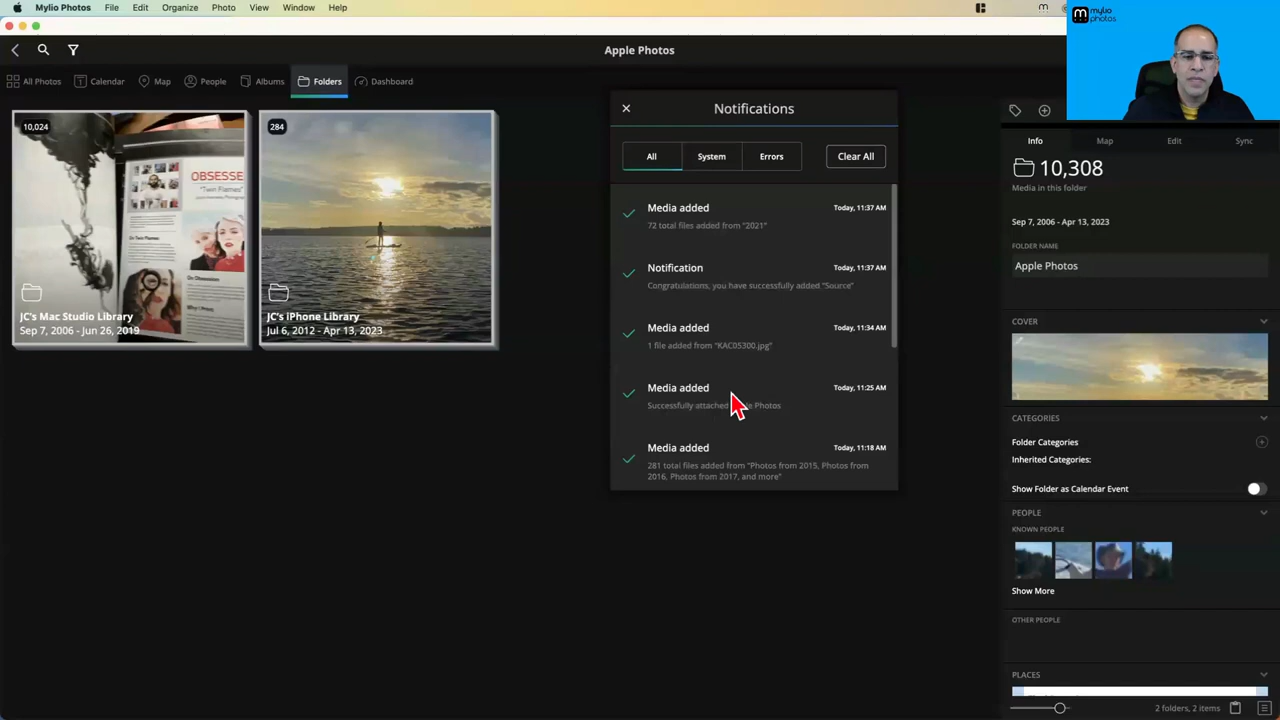 Mylio Photos File Edit Organize Photo View Window Help
mylio
photos
Apple Photos
All Photos Calendar Map People Albums Folders Dashboard
10,024
OBSESSE
284
JC's Mac Studio Library
Sep 7, 2006 - Jun 26, 2019
JC's iPhone Library
Jul 6, 2012 - Apr 13, 2023
Notifications
All System Errors Clear All
Media added Today, 11:37 AM
72 total files added from "2021"
Notification Today, 11:37 AM
Congratulations, you have successfully added "Source"
Media added Today, 11:34 AM
1 file added from "KAC05300.jpg"
Media added Today, 11:25 AM
Successfully attached Photos
Media added Today, 11:18 AM
281 total files added from "Photos from 2015, Photos from
2016, Photos from 2017, and more"
Info Map Edit Sync
10,308
Media in this folder
Sep 7, 2006 - Apr 13, 2023
FOLDER NAME
Apple Photos
COVER
CATEGORIES
Folder Categories
Inherited Categories:
Show Folder as Calendar Event
PEOPLE
KNOWN PEOPLE
Show More
OTHER PEOPLE
PLACES
2 folders, 2 items